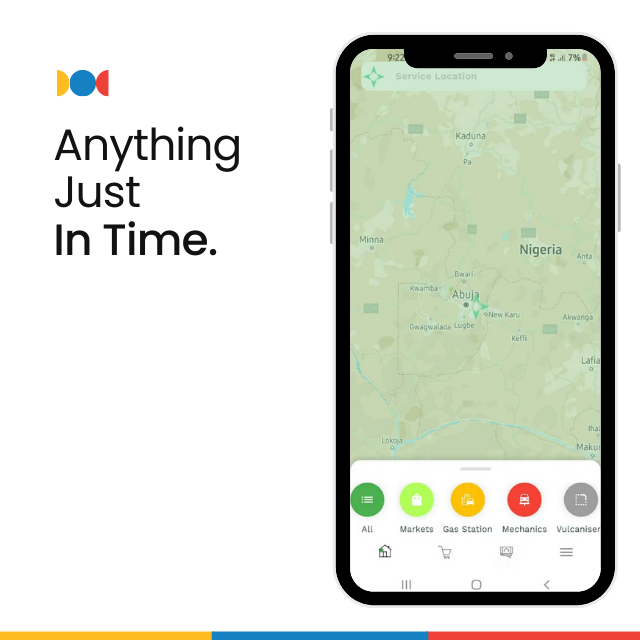 Anything
Just
In Time.
9:22
7%
Service Location
Kaduna
Pa
Minna
Nigeria
Anta
Bwari
Kwamba
Abuja
New Karu
Akwanga
Gwagwalada
Lugbe
Keffi
Lafia
Lokoja
Iha
Makur
All
Markets
Gas Station
Mechanics
Vulcaniser